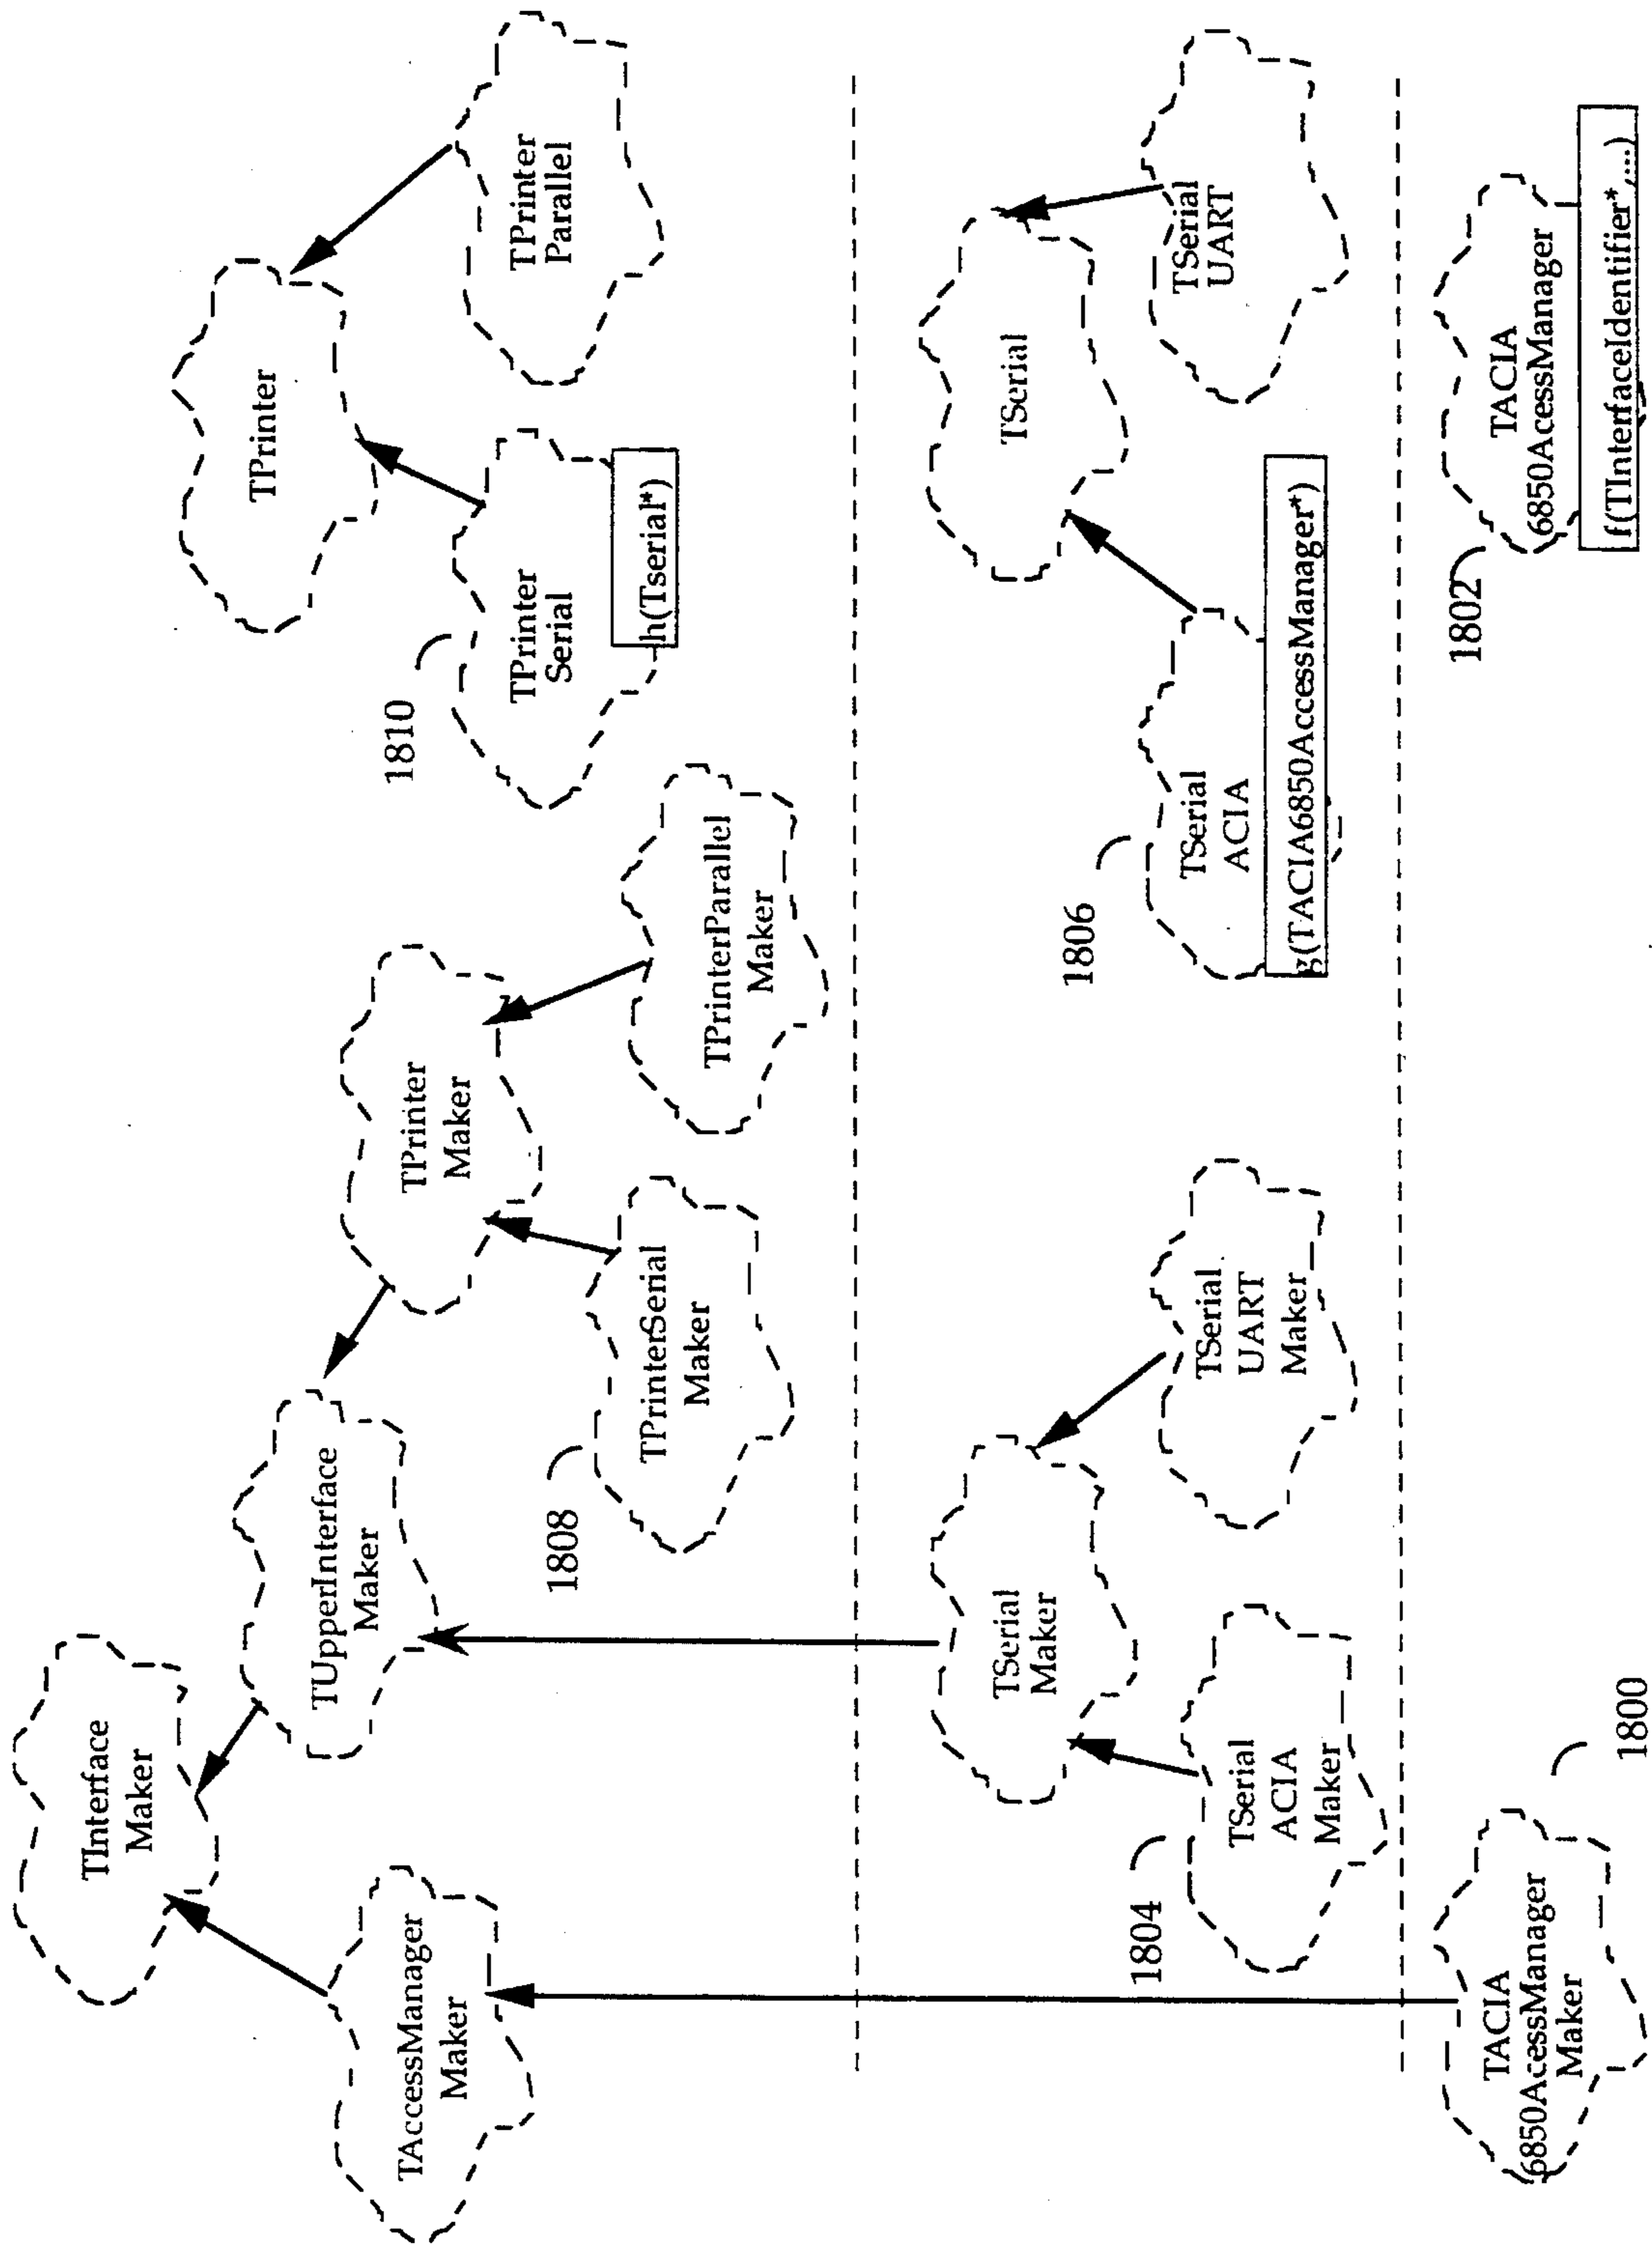 TInterface
Maker
TAccessManager
Maker
TUpperInterface
Maker
TPrinter
Maker
1808
TPrinterSerial
Maker
TPrinterParallel
Maker
TPrinter
1810
TPrinter
Serial
h(Tserial*)
TPrinter
Parallel
TSerial
Maker
1804
TSerial
ACIA
Maker
TSerial
UART
Maker
TSerial
1806
TSerial
ACIA
g(TACIA6850AccessManager*)
TSerial
UART
TACIA
6850AcessManager
Maker
1800
1802
TACIA
6850AcessManager
f(TInterfaceIdentifier*,...)